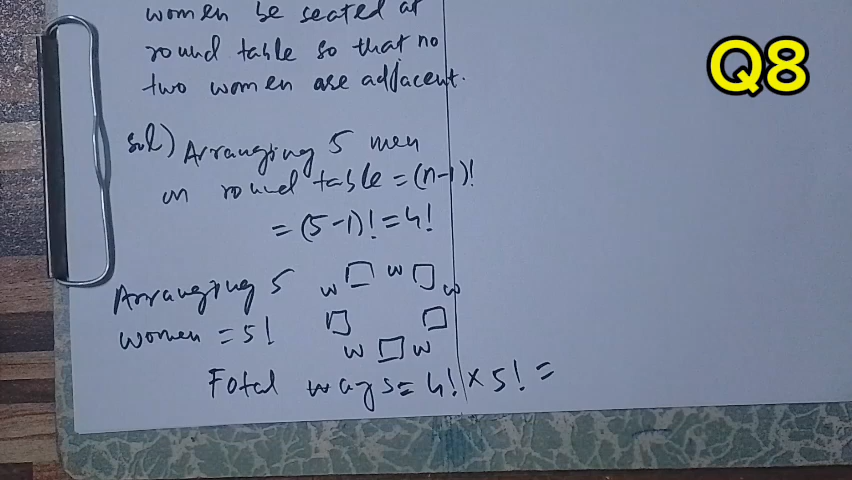 women be seated at
round table so that no
two women are adjacent.
Q8
sol) Arranging 5 men
on round table = (n-1)!
= (5-1)! = 4!
Arranging 5
women = 5!
w w w
w w
Total ways = 4! × 5! =